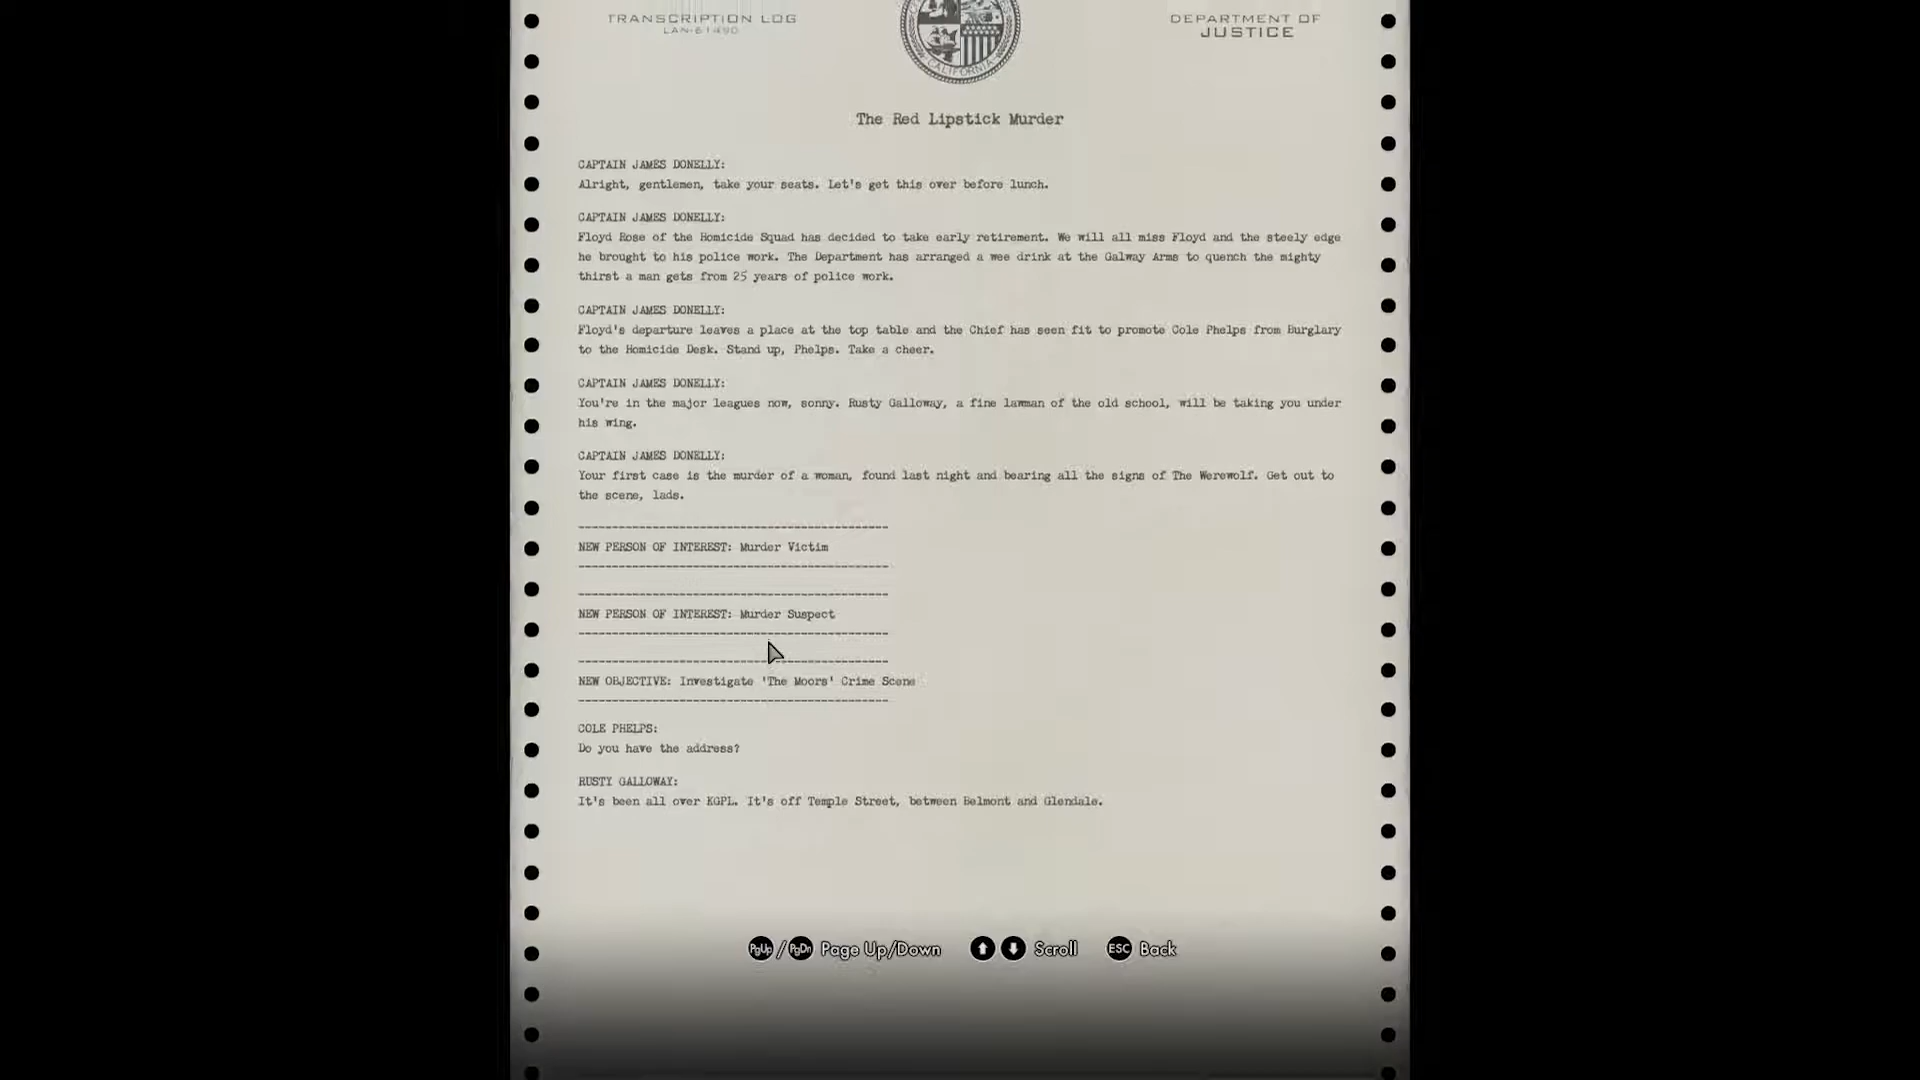 TRANSCRIPTION LOG
LAN-61490
DEPARTMENT OF
JUSTICE
CALIFORNIA
The Red Lipstick Murder
CAPTAIN JAMES DONELLY:
Alright, gentlemen, take your seats. Let's get this over before lunch.
CAPTAIN JAMES DONELLY:
Floyd Rose of the Homicide Squad has decided to take early retirement. We will all miss Floyd and the steely edge
he brought to his police work. The Department has arranged a wee drink at the Galway Arms to quench the mighty
thirst a man gets from 25 years of police work.
CAPTAIN JAMES DONELLY:
Floyd's departure leaves a place at the top table and the Chief has seen fit to promote Cole Phelps from Burglary
to the Homicide Desk. Stand up, Phelps. Take a cheer.
CAPTAIN JAMES DONELLY:
You're in the major leagues now, sonny. Rusty Galloway, a fine lawman of the old school, will be taking you under
his wing.
CAPTAIN JAMES DONELLY:
Your first case is the murder of a woman, found last night and bearing all the signs of The Werewolf. Get out to
the scene, lads.
----------------------------------------------
NEW PERSON OF INTEREST: Murder Victim
----------------------------------------------
----------------------------------------------
NEW PERSON OF INTEREST: Murder Suspect
----------------------------------------------
----------------------------------------------
NEW OBJECTIVE: Investigate 'The Moors' Crime Scene
----------------------------------------------
COLE PHELPS:
Do you have the address?
RUSTY GALLOWAY:
It's been all over KGPL. It's off Temple Street, between Belmont and Glendale.
PgUp / PgDn Page Up/Down Scroll ESC Back